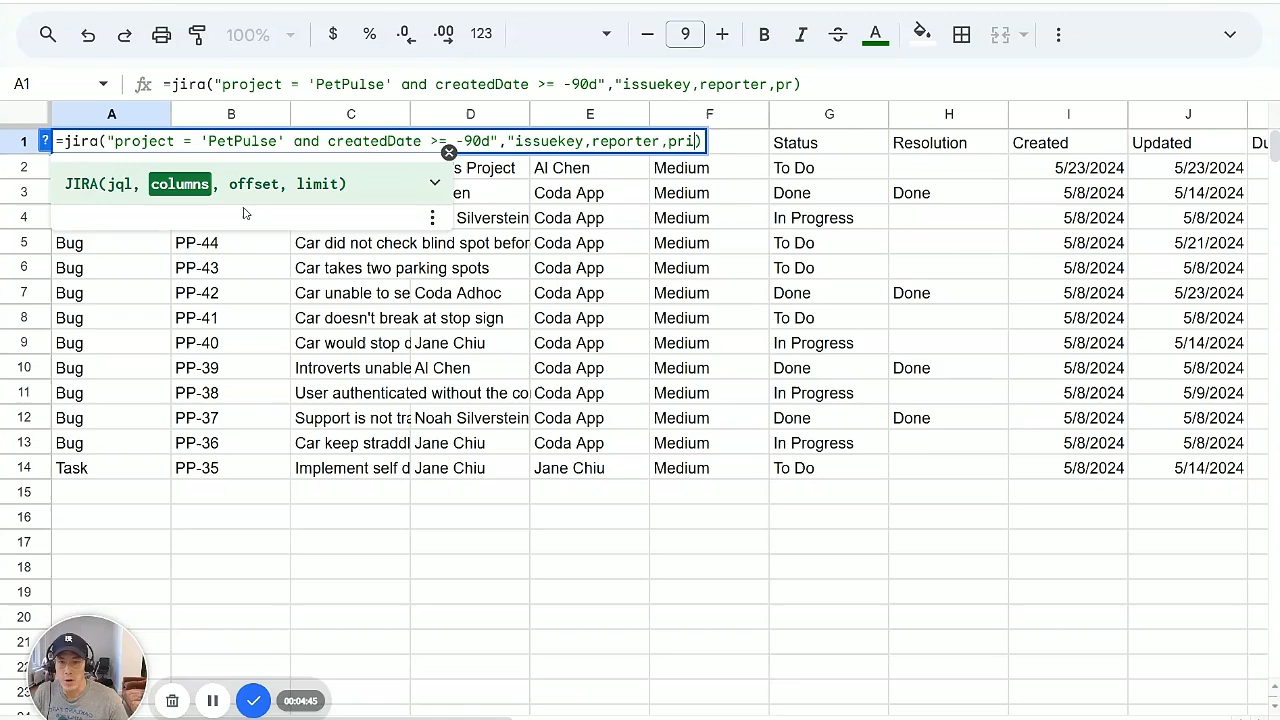 100% $ % .0 .00 123 9 B I A
A1 fx =jira("project = 'PetPulse' and createdDate >= -90d","issuekey,reporter,pr)
A B C D E F G H I J
1 ? =jira("project = 'PetPulse' and createdDate >= -90d","issuekey,reporter,pri) Status Resolution Created Updated Du
JIRA(jql, columns, offset, limit)
2 s Project Al Chen Medium To Do 5/23/2024 5/23/2024
3 en Coda App Medium Done Done 5/8/2024 5/14/2024
4 Silverstein Coda App Medium In Progress 5/8/2024 5/8/2024
5 Bug PP-44 Car did not check blind spot befor Coda App Medium To Do 5/8/2024 5/21/2024
6 Bug PP-43 Car takes two parking spots Coda App Medium To Do 5/8/2024 5/8/2024
7 Bug PP-42 Car unable to se Coda Adhoc Coda App Medium Done Done 5/8/2024 5/23/2024
8 Bug PP-41 Car doesn't break at stop sign Coda App Medium To Do 5/8/2024 5/8/2024
9 Bug PP-40 Car would stop d Jane Chiu Coda App Medium In Progress 5/8/2024 5/14/2024
10 Bug PP-39 Introverts unable Al Chen Coda App Medium Done Done 5/8/2024 5/8/2024
11 Bug PP-38 User authenticated without the co Coda App Medium In Progress 5/8/2024 5/9/2024
12 Bug PP-37 Support is not tra Noah Silverstein Coda App Medium Done Done 5/8/2024 5/8/2024
13 Bug PP-36 Car keep straddl Jane Chiu Coda App Medium In Progress 5/8/2024 5/8/2024
14 Task PP-35 Implement self d Jane Chiu Jane Chiu Medium To Do 5/8/2024 5/14/2024
15
16
17
18
19
20
21
22
23
00:04:45